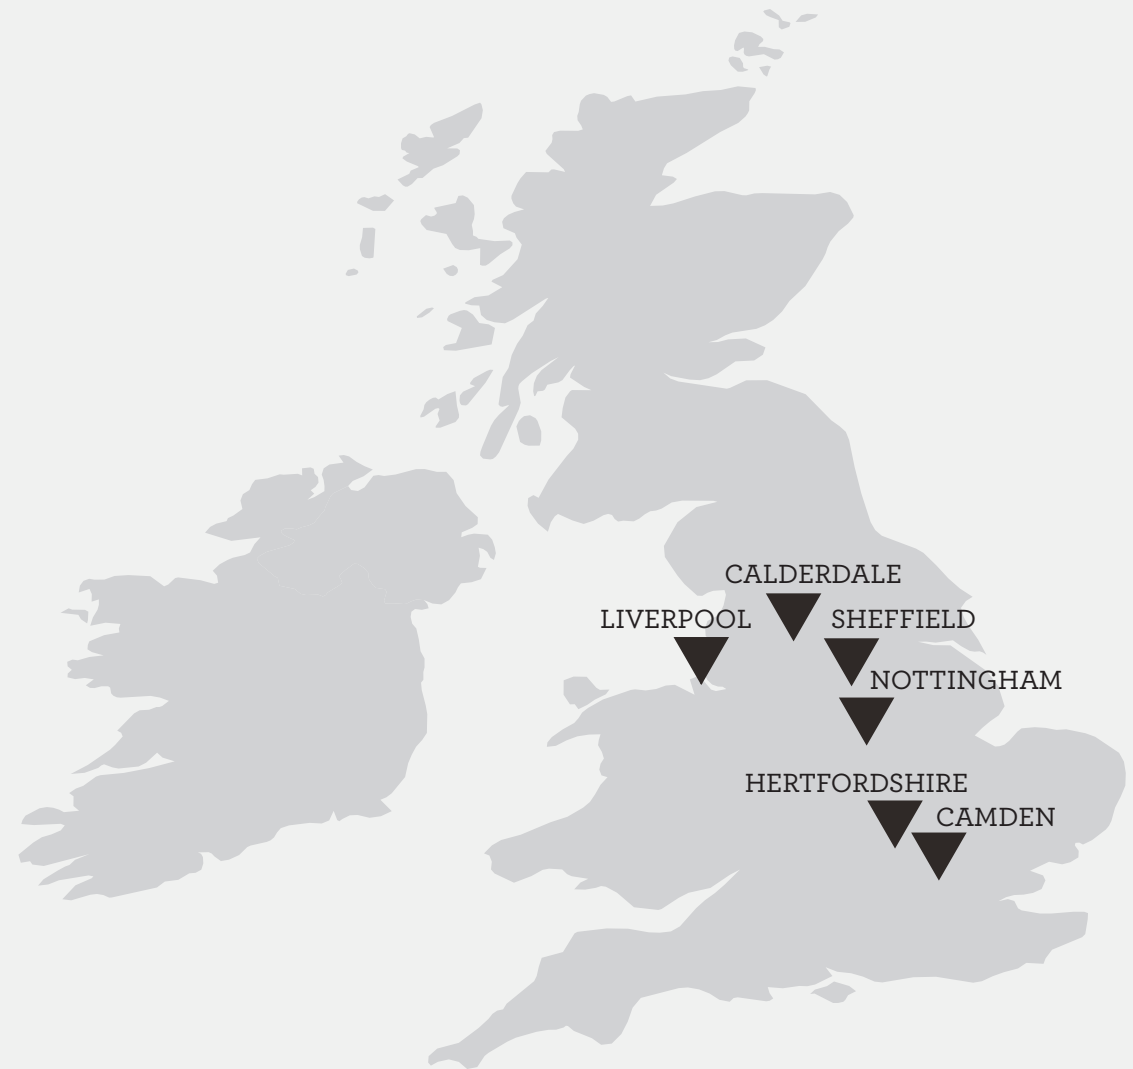 CALDERDALE
LIVERPOOL
SHEFFIELD
NOTTINGHAM
HERTFORDSHIRE
CAMDEN